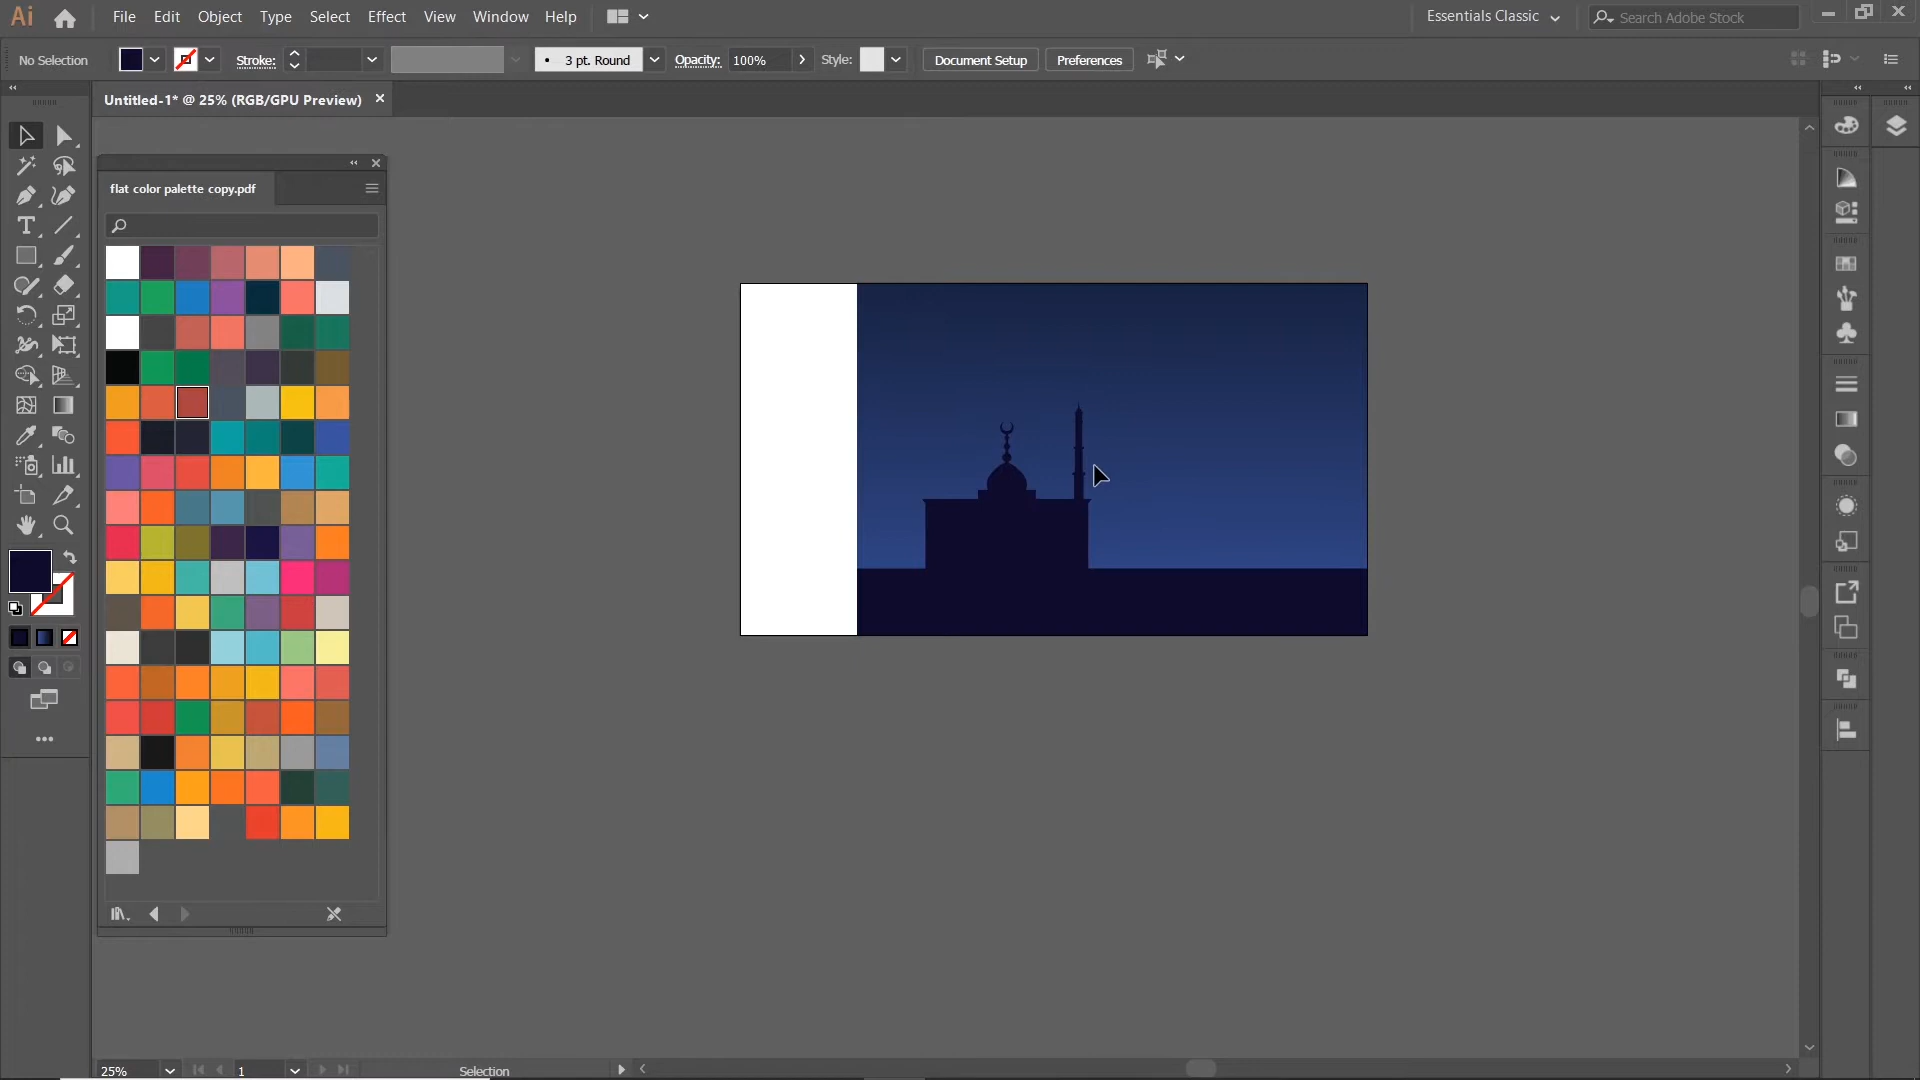 Ai File Edit Object Type Select Effect View Window Help Essentials Classic Search Adobe Stock
No Selection Stroke: 3 pt. Round Opacity: 100% Style: Document Setup Preferences
Untitled-1* @ 25% (RGB/GPU Preview)
flat color palette copy.pdf
25% 1 Selection